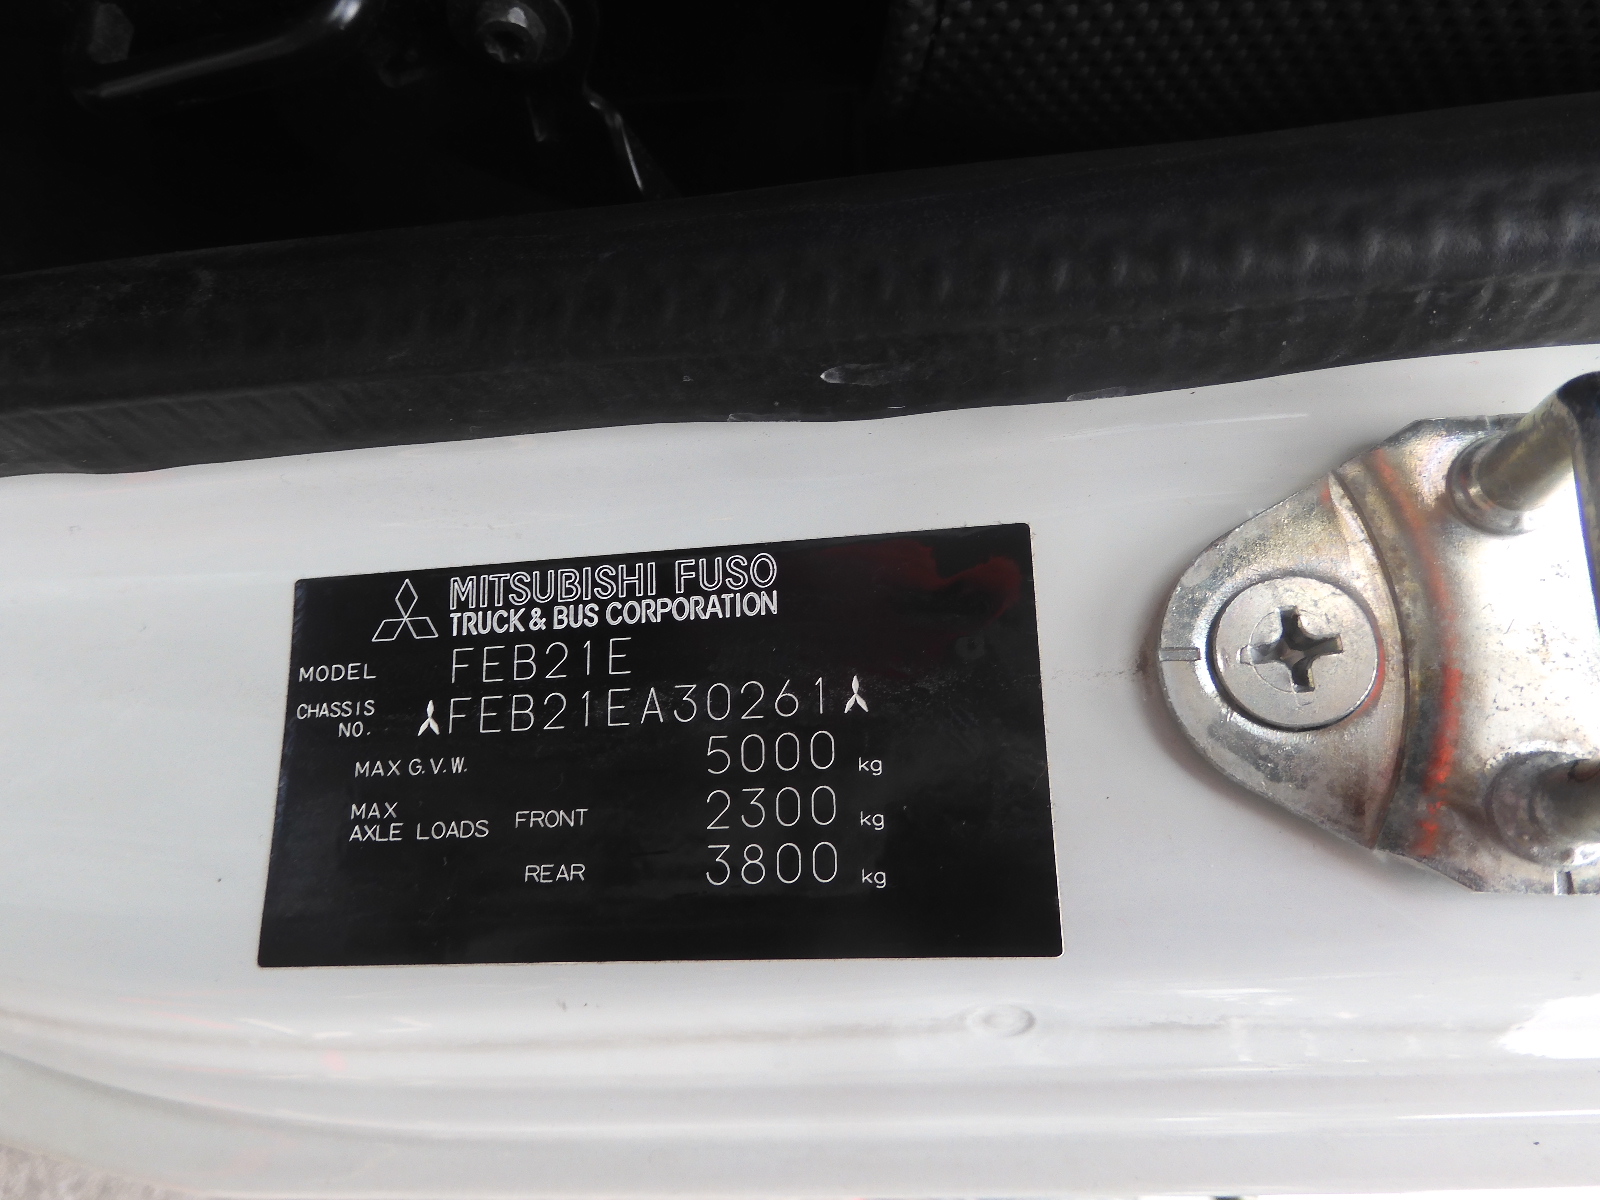 MITSUBISHI FUSO
TRUCK & BUS CORPORATION
MODEL FEB21E
CHASSIS NO. FEB21EA30261
MAX G.V.W. 5000 kg
MAX AXLE LOADS FRONT 2300 kg
REAR 3800 kg